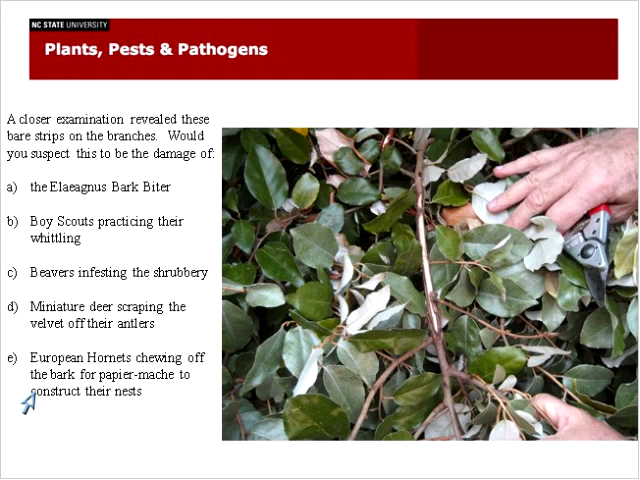 NC STATE UNIVERSITY
Plants, Pests & Pathogens
A closer examination revealed these
bare strips on the branches. Would
you suspect this to be the damage of:
a) the Elaeagnus Bark Biter
b) Boy Scouts practicing their
whittling
c) Beavers infesting the shrubbery
d) Miniature deer scraping the
velvet off their antlers
e) European Hornets chewing off
the bark for papier-mache to
construct their nests